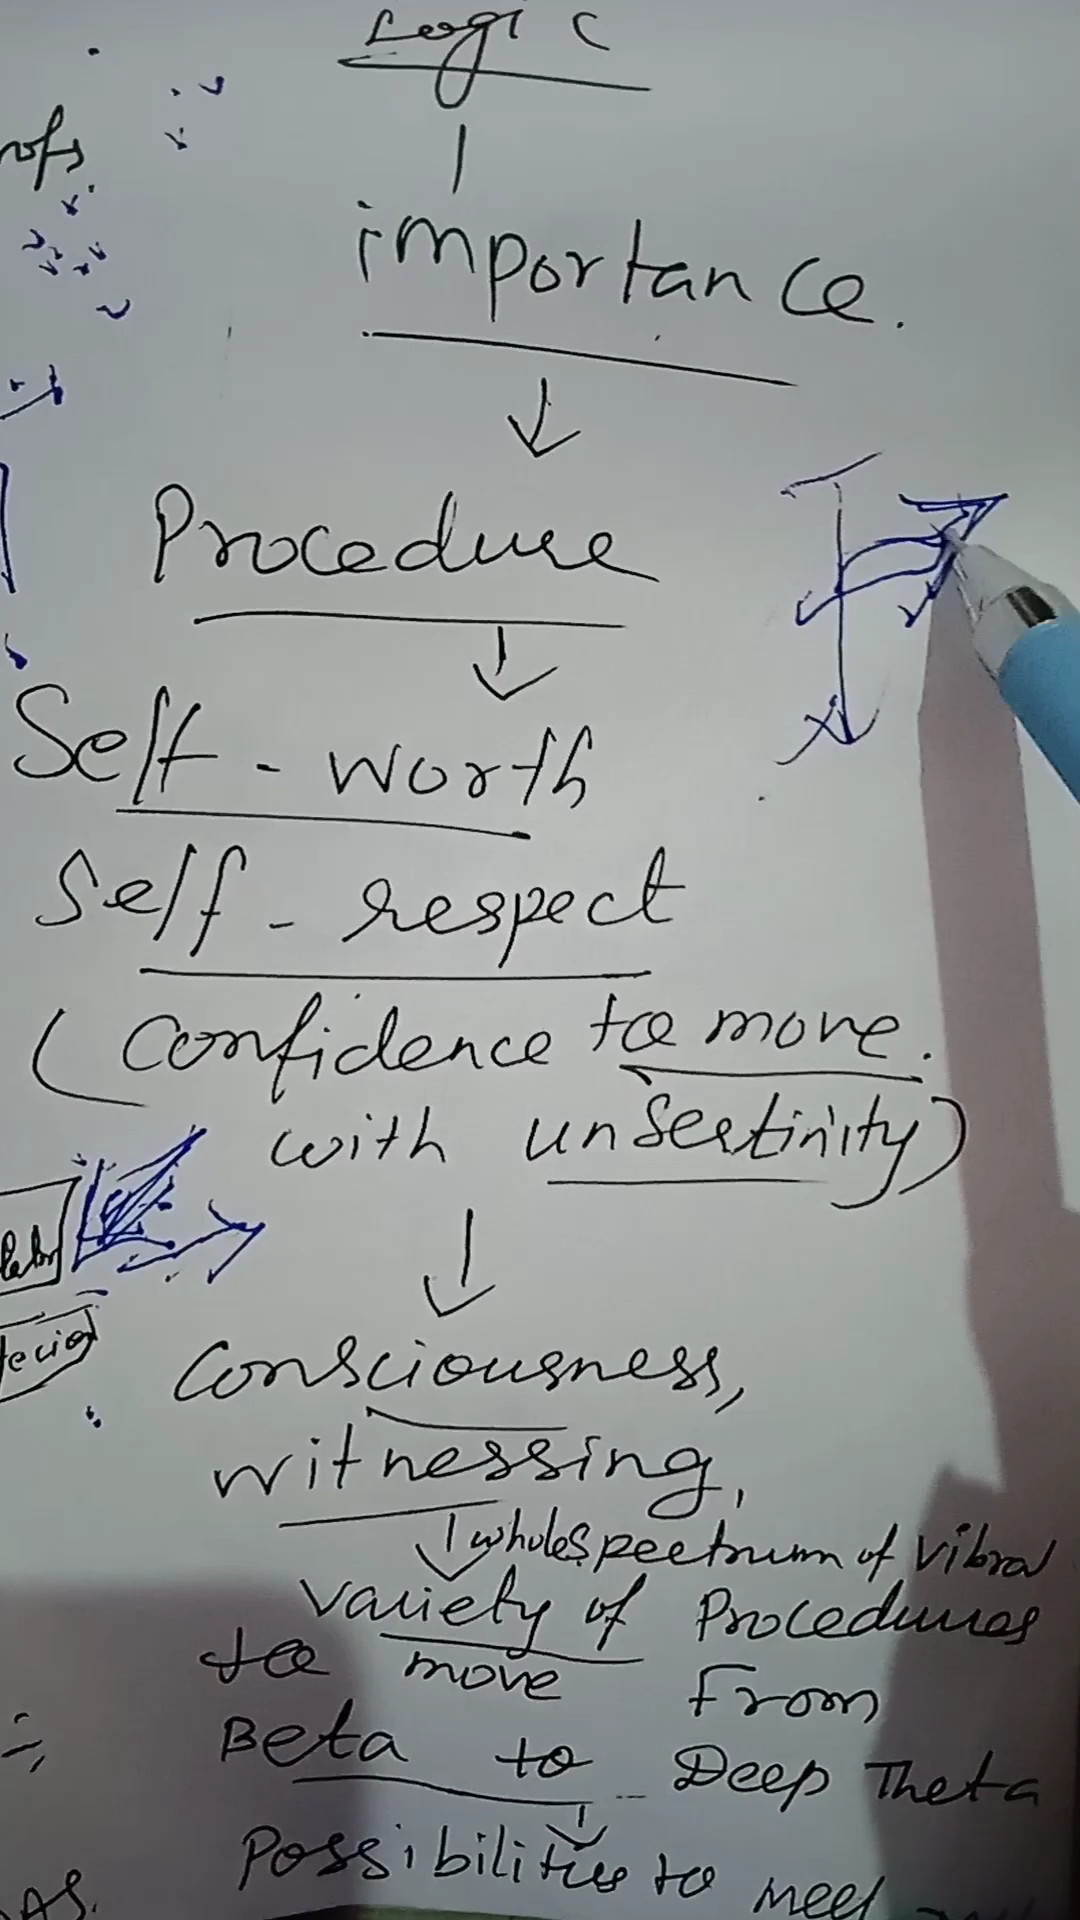 Logic
importance.
Procedure
Self-worth
Self-respect
(Confidence to move.
with unsertinity)
Consciousness,
witnessing,
whole spectrum of vibra
variety of Procedures
to move From
Beta to Deep Theta
Possibilities to meet